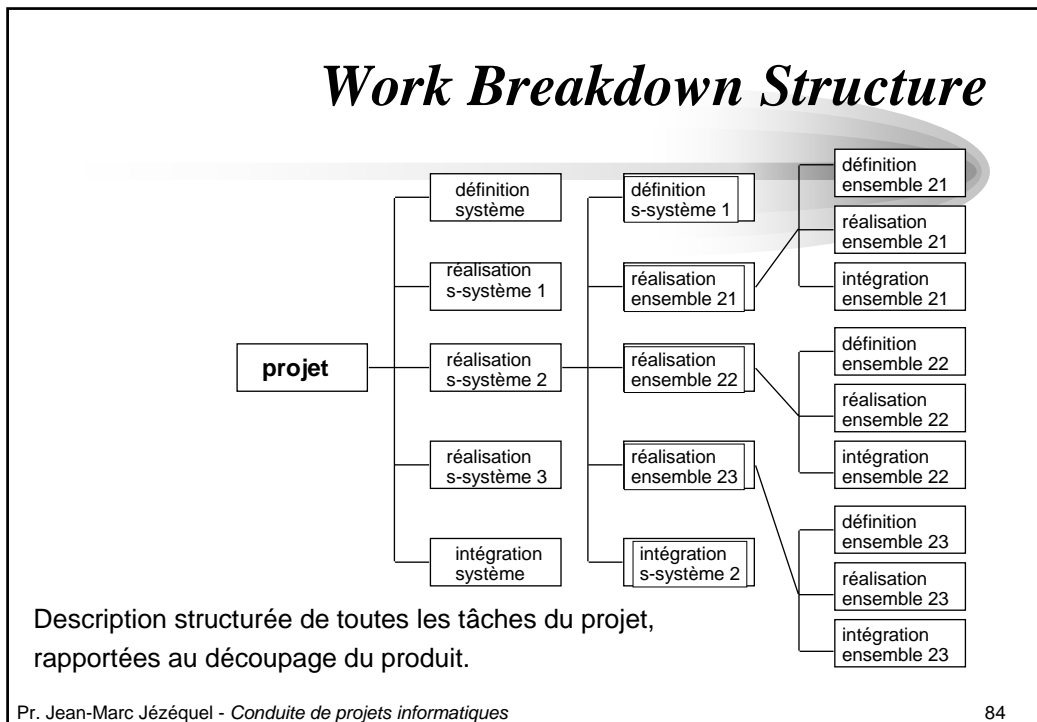 Work Breakdown Structure
projet
définition
système
réalisation
s-système 1
réalisation
s-système 2
réalisation
s-système 3
intégration
système
définition
s-système 1
réalisation
ensemble 21
réalisation
ensemble 22
réalisation
ensemble 23
intégration
s-système 2
définition
ensemble 21
réalisation
ensemble 21
intégration
ensemble 21
définition
ensemble 22
réalisation
ensemble 22
intégration
ensemble 22
définition
ensemble 23
réalisation
ensemble 23
intégration
ensemble 23
Description structurée de toutes les tâches du projet,
rapportées au découpage du produit.
Pr. Jean-Marc Jézéquel - Conduite de projets informatiques
84